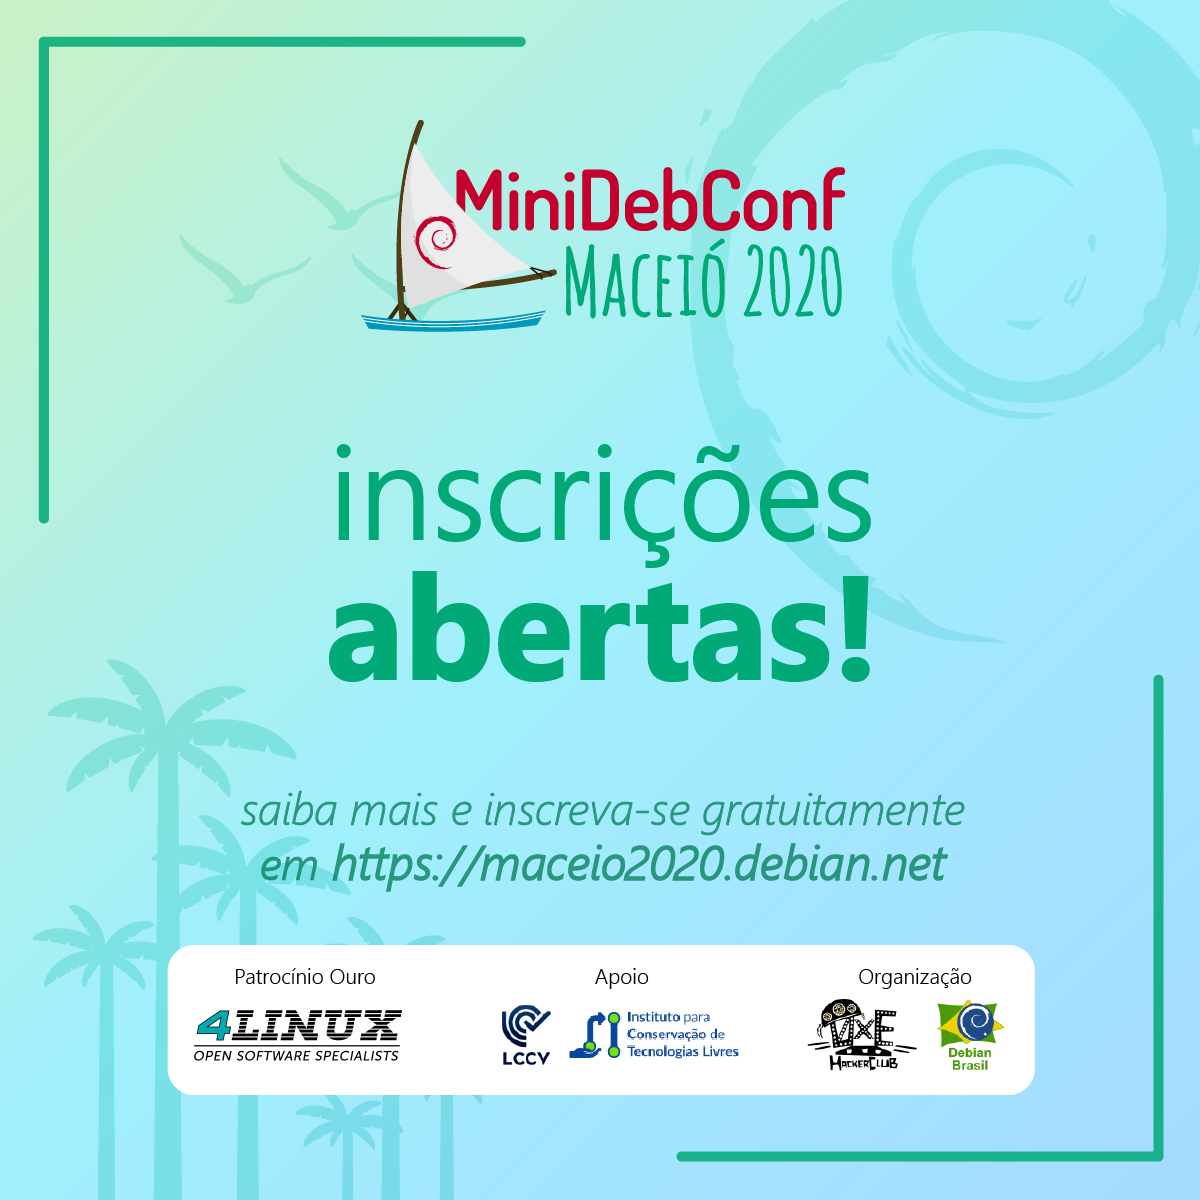 MiniDebConf
Maceió 2020
inscrições
abertas!
saiba mais e inscreva-se gratuitamente
em https://maceio2020.debian.net
Patrocínio Ouro
Apoio
Organização
4LINUX
OPEN SOFTWARE SPECIALISTS
LCCV
Instituto para
Conservação de
Tecnologias Livres
VIXE
HACKERCLUB
Debian
Brasil